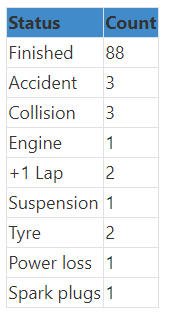 Status Count
Finished 88
Accident 3
Collision 3
Engine 1
+1 Lap 2
Suspension 1
Tyre 2
Power loss 1
Spark plugs 1